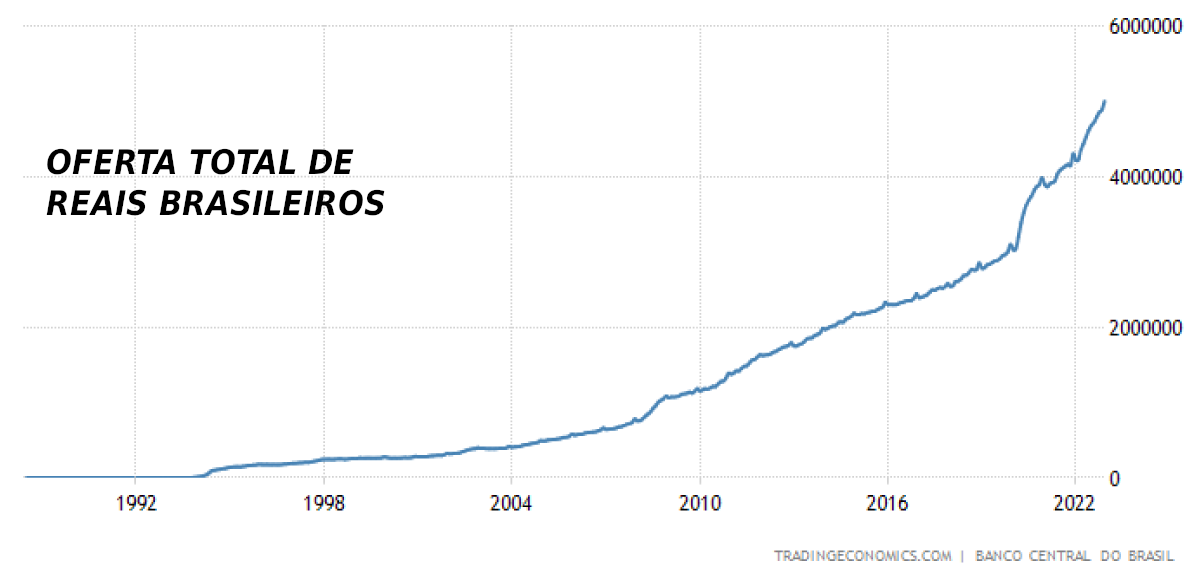 6000000
OFERTA TOTAL DE
REAIS BRASILEIROS
4000000
2000000
0
1992 1998 2004 2010 2016 2022
TRADINGECONOMICS.COM | BANCO CENTRAL DO BRASIL